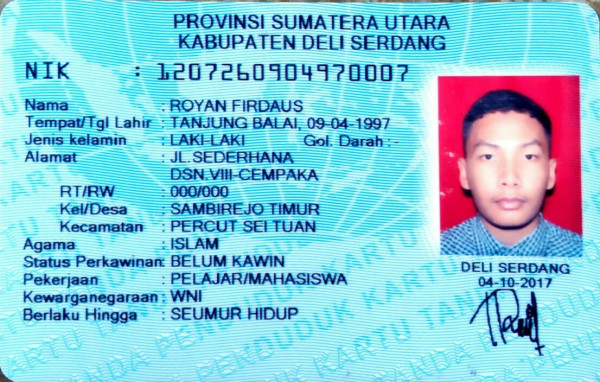 PROVINSI SUMATERA UTARA
KABUPATEN DELI SERDANG
NIK : 1207260904970007
Nama : ROYAN FIRDAUS
Tempat/Tgl Lahir : TANJUNG BALAI, 09-04-1997
Jenis kelamin : LAKI-LAKI Gol. Darah :-
Alamat : JL.SEDERHANA
DSN.VIII-CEMPAKA
RT/RW : 000/000
Kel/Desa : SAMBIREJO TIMUR
Kecamatan : PERCUT SEI TUAN
Agama : ISLAM
Status Perkawinan: BELUM KAWIN
Pekerjaan : PELAJAR/MAHASISWA
Kewarganegaraan : WNI
Berlaku Hingga : SEUMUR HIDUP
DELI SERDANG
04-10-2017